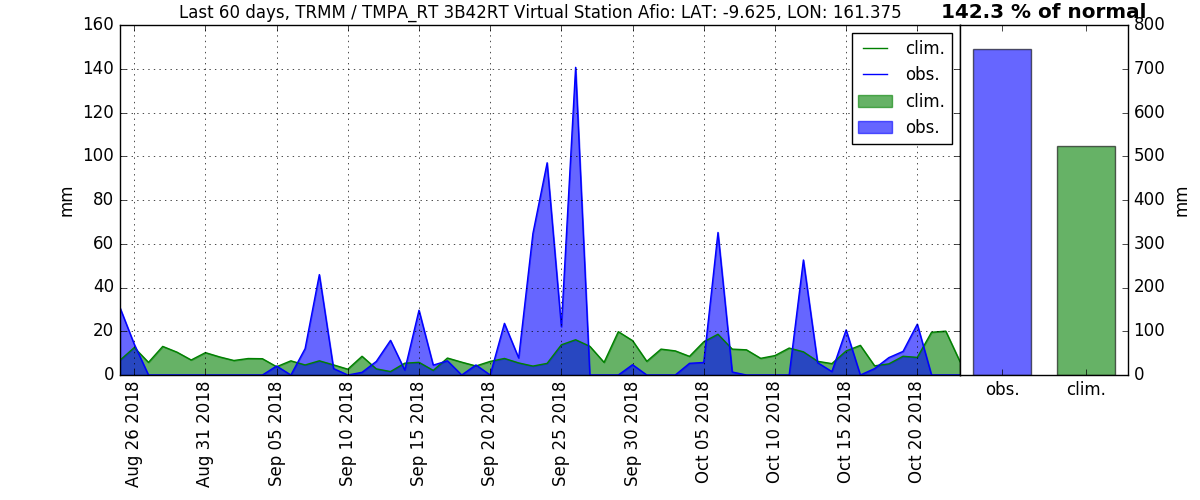 Last 60 days, TRMM / TMPA_RT 3B42RT Virtual Station Afio: LAT: -9.625, LON: 161.375
142.3 % of normal
160
140
120
100
80
60
40
20
0
mm
clim.
obs.
clim.
obs.
800
700
600
500
400
300
200
100
0
mm
Aug 26 2018
Aug 31 2018
Sep 05 2018
Sep 10 2018
Sep 15 2018
Sep 20 2018
Sep 25 2018
Sep 30 2018
Oct 05 2018
Oct 10 2018
Oct 15 2018
Oct 20 2018
obs.
clim.